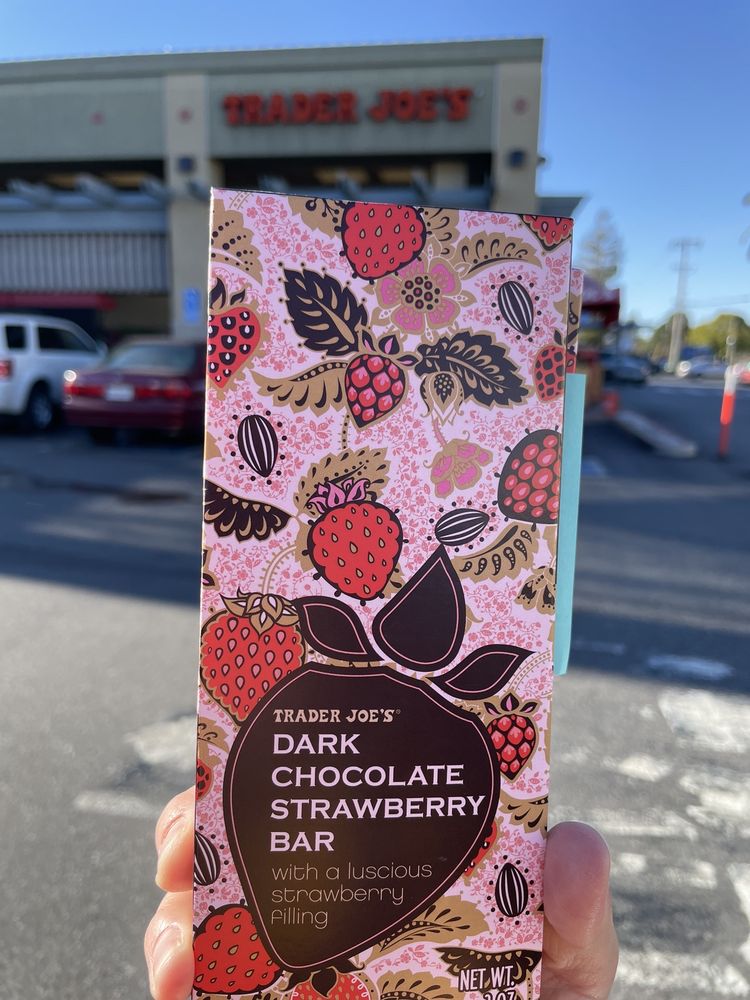 TRADER JOE'S
TRADER JOE'S®
DARK
CHOCOLATE
STRAWBERRY
BAR
with a luscious
strawberry
filling
NET WT.